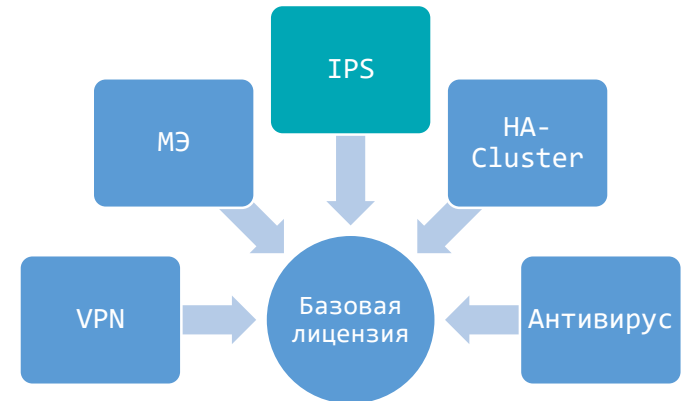 IPS
МЭ
HA-
Cluster
VPN
Базовая
лицензия
Антивирус